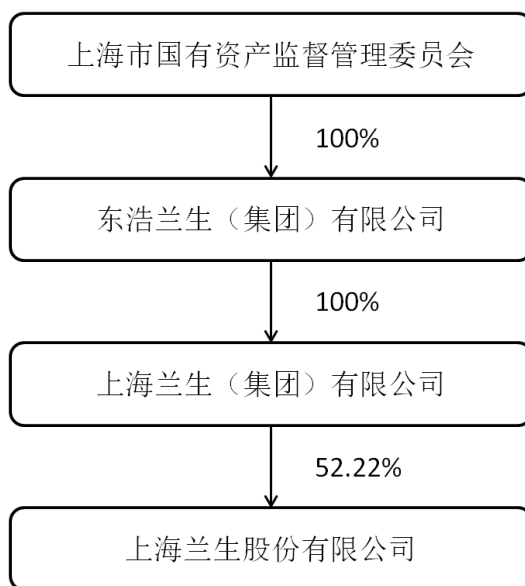 上海市国有资产监督管理委员会
100%
东浩兰生（集团）有限公司
100%
上海兰生（集团）有限公司
52.22%
上海兰生股份有限公司